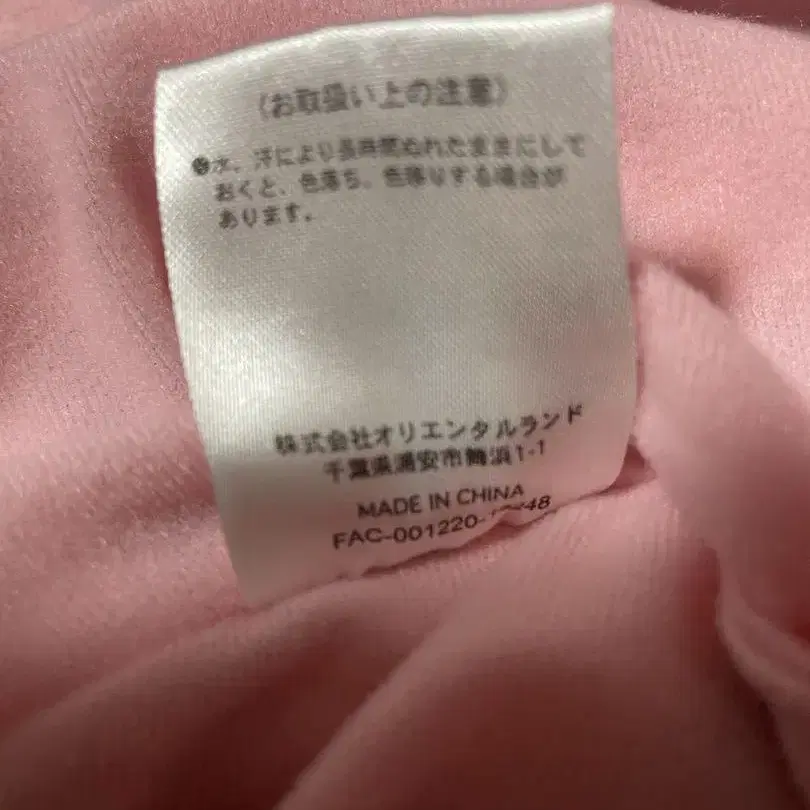 (お取扱い上の注意)
●水、汗により長時間ぬれたままにして
おくと、色落ち、色移りする場合が
あります。
株式会社オリエンタルランド
千葉県浦安市舞浜1-1
MADE IN CHINA